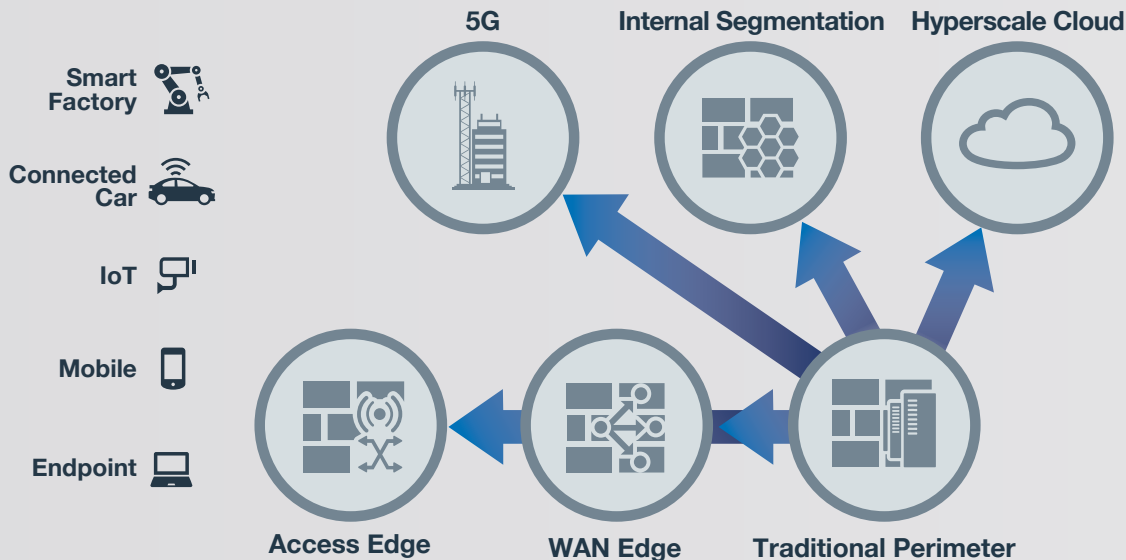 5G
Internal Segmentation
Hyperscale Cloud
Smart
Factory
Connected
Car
IoT
Mobile
Endpoint
Access Edge
WAN Edge
Traditional Perimeter